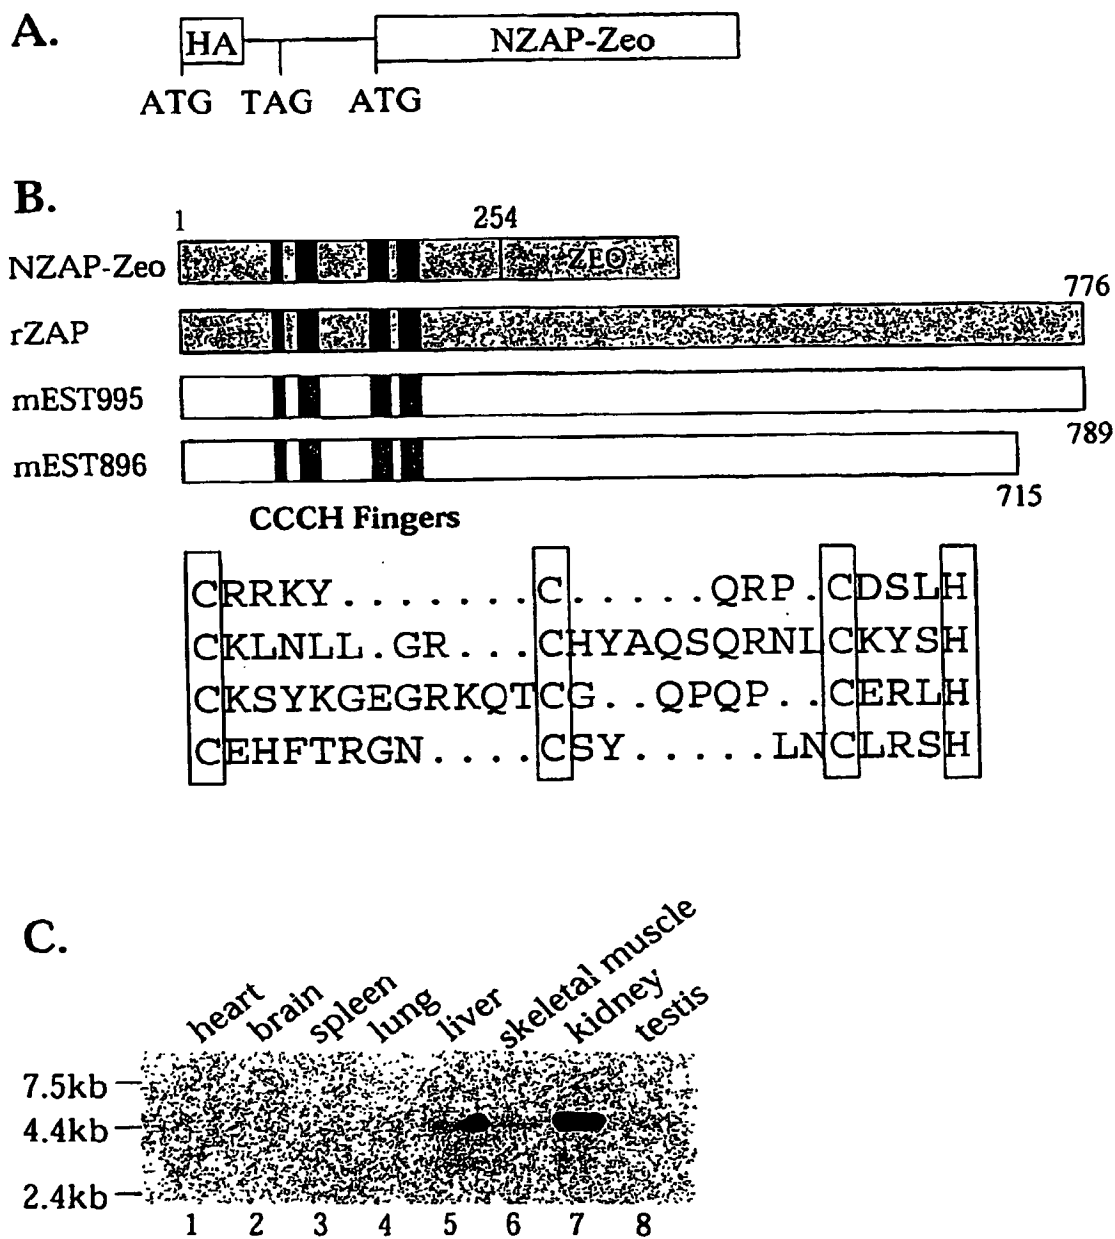 A.
HA
NZAP-Zeo
ATG TAG ATG
B.
1 254
NZAP-Zeo
ZEO
776
rZAP
mEST995
789
mEST896
715
CCCH Fingers
CRRKY.......C.....QRP.CDSLH
CKLNLL.GR...CHYAQSQRNLCKYSH
CKSYKGEGRKQTCG..QPQP..CERLH
CEHFTRGN....CSY.....LNCLRSH
C.
heart brain spleen lung liver skeletal muscle kidney testis
7.5kb
4.4kb
2.4kb
1 2 3 4 5 6 7 8